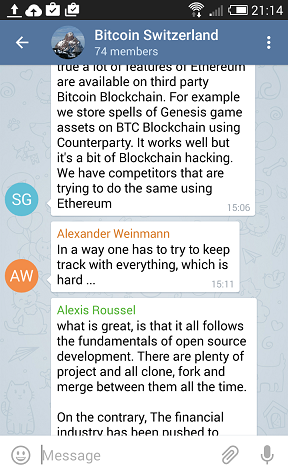 21:14
Bitcoin Switzerland
74 members
true a lot of features of Ethereum
are available on third party
Bitcoin Blockchain. For example
we store spells of Genesis game
assets on BTC Blockchain using
Counterparty. It works well but
it's a bit of Blockchain hacking.
We have competitors that are
trying to do the same using
Ethereum
15:06
SG
Alexander Weinmann
In a way one has to try to keep
track with everything, which is
hard ...
15:11
AW
Alexis Roussel
what is great, is that it all follows
the fundamentals of open source
development. There are plenty of
project and all clone, fork and
merge between them all the time.
On the contrary, The financial
industry has been pushed to
Message